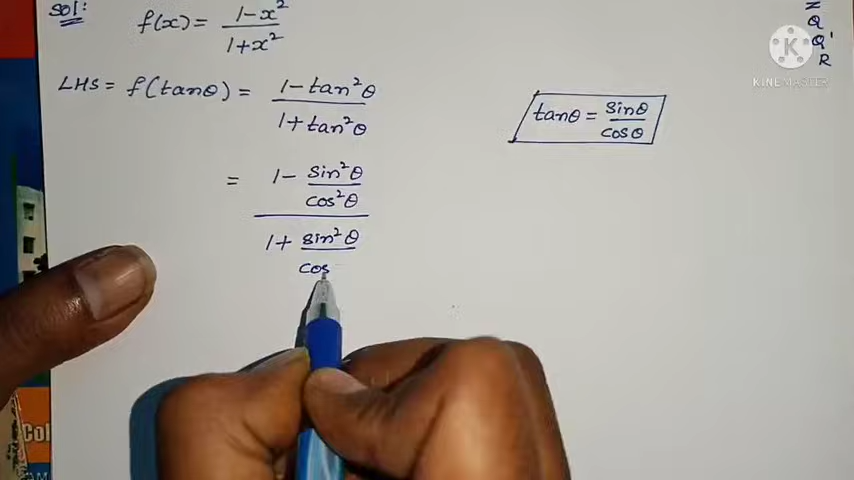 Sol:
f(x) = 1-x² / 1+x²
LHS = f(tanθ) = 1-tan²θ / 1+tan²θ
tanθ = sinθ / cosθ
= 1 - sin²θ / cos²θ
1 + sin²θ / cos
Z
Q
Q'
R
K
KINEMASTER
Col